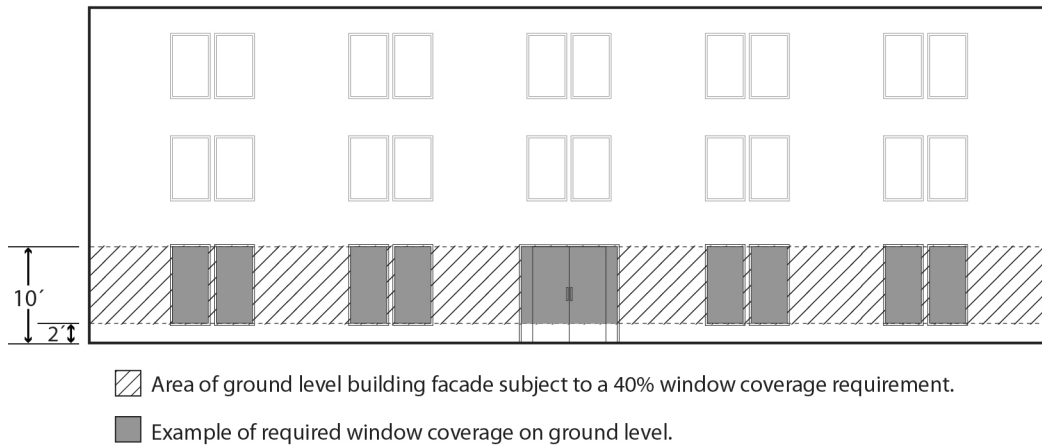 10´
2´
Area of ground level building facade subject to a 40% window coverage requirement.
Example of required window coverage on ground level.